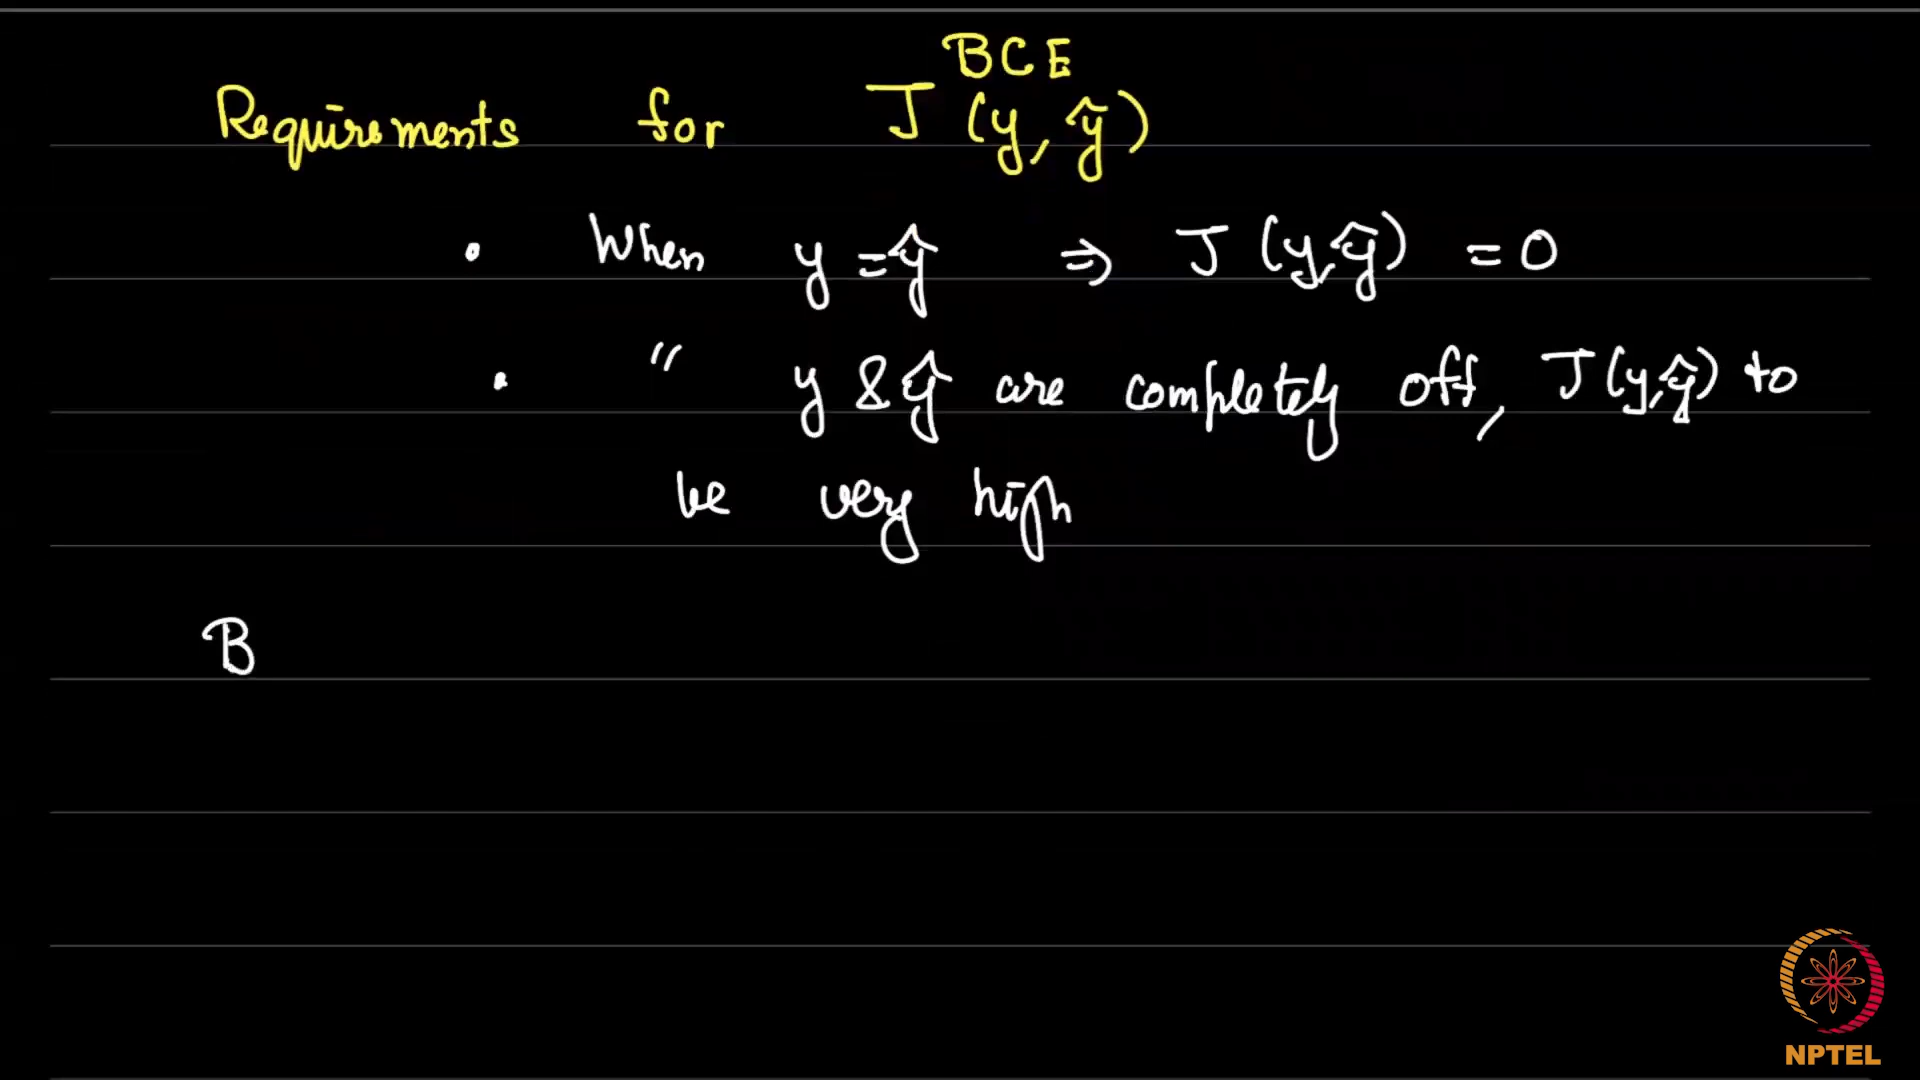 BCE
Requirements for J (y, ŷ)
• When y = ŷ ⇒ J (y, ŷ) = 0
• " y & ŷ are completely off, J (y, ŷ) to
be very high
B
NPTEL